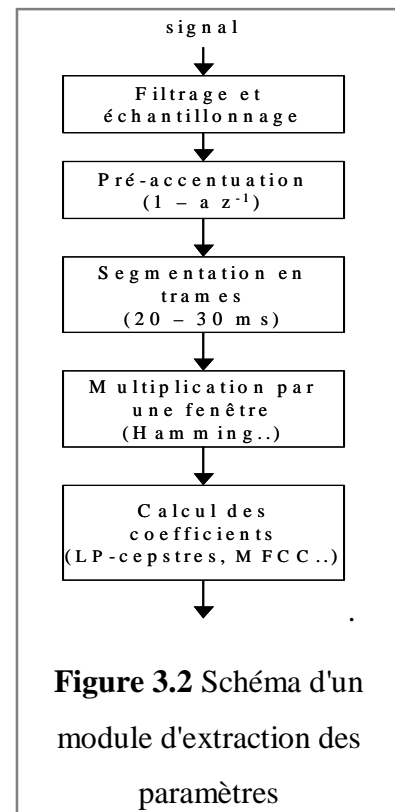 signal
Filtrage et
échantillonnage
Pré-accentuation
(1 – a z⁻¹)
Segmentation en
trames
(20 – 30 ms)
Multiplication par
une fenêtre
(Hamming..)
Calcul des
coefficients
(LP-cepstres, MFCC..)
.
Figure 3.2 Schéma d'un
module d'extraction des
paramètres